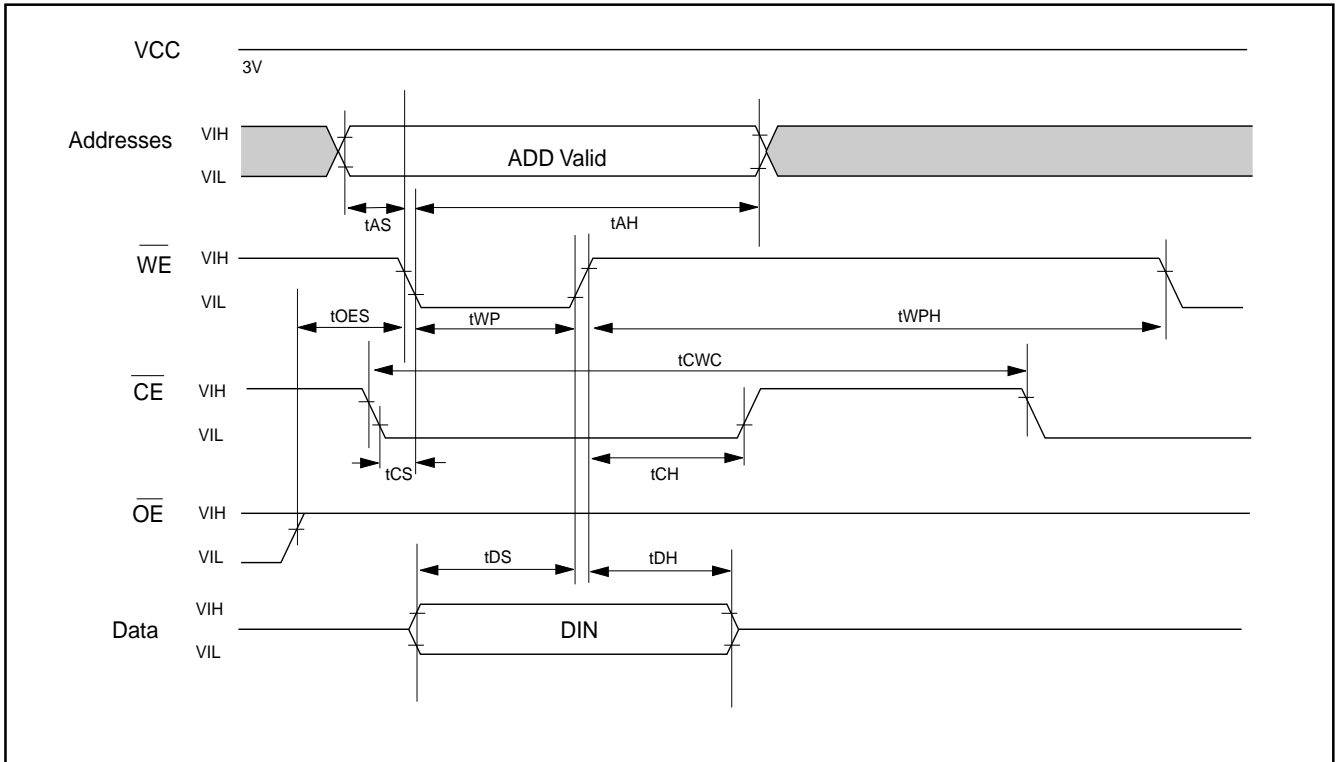 VCC
3V
Addresses
VIH
VIL
ADD Valid
tAS
tAH
WE
VIH
VIL
tOES
tWP
tWPH
tCWC
CE
VIH
VIL
tCS
tCH
OE
VIH
VIL
tDS
tDH
Data
VIH
VIL
DIN